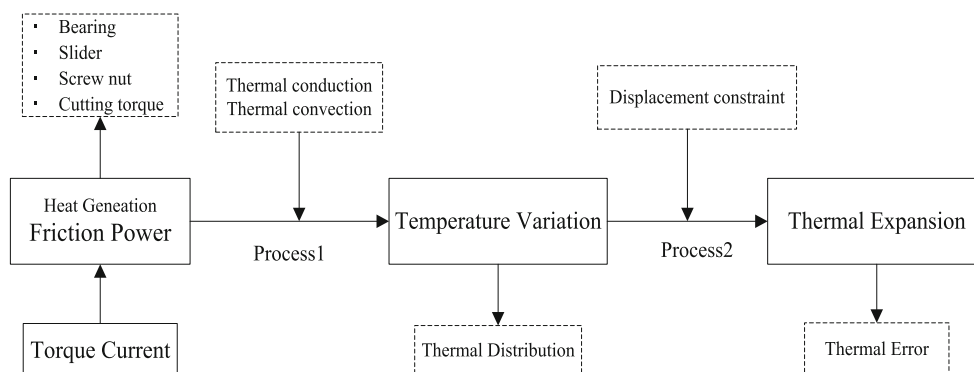 · Bearing
· Slider
· Screw nut
· Cutting torque
Thermal conduction
Thermal convection
Displacement constraint
Heat Geneation
Friction Power
Process1
Temperature Variation
Process2
Thermal Expansion
Torque Current
Thermal Distribution
Thermal Error